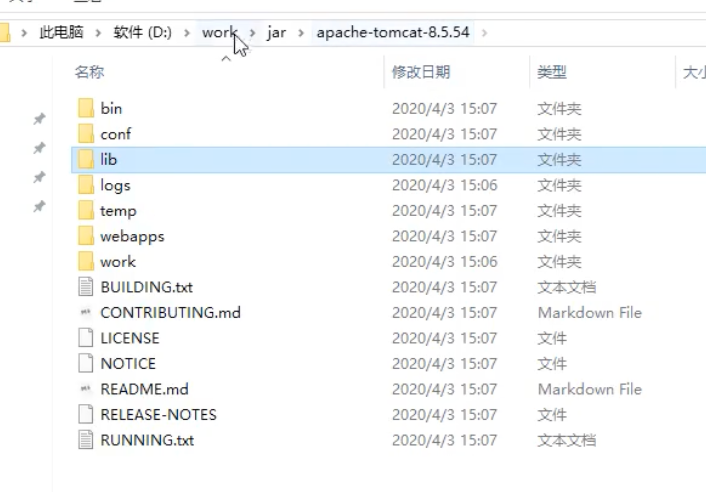 此电脑 > 软件 (D:) > work > jar > apache-tomcat-8.5.54 >
名称 修改日期 类型
bin 2020/4/3 15:07 文件夹
conf 2020/4/3 15:07 文件夹
lib 2020/4/3 15:07 文件夹
logs 2020/4/3 15:06 文件夹
temp 2020/4/3 15:07 文件夹
webapps 2020/4/3 15:07 文件夹
work 2020/4/3 15:06 文件夹
BUILDING.txt 2020/4/3 15:07 文本文档
CONTRIBUTING.md 2020/4/3 15:07 Markdown File
LICENSE 2020/4/3 15:07 文件
NOTICE 2020/4/3 15:07 文件
README.md 2020/4/3 15:07 Markdown File
RELEASE-NOTES 2020/4/3 15:07 文件
RUNNING.txt 2020/4/3 15:07 文本文档